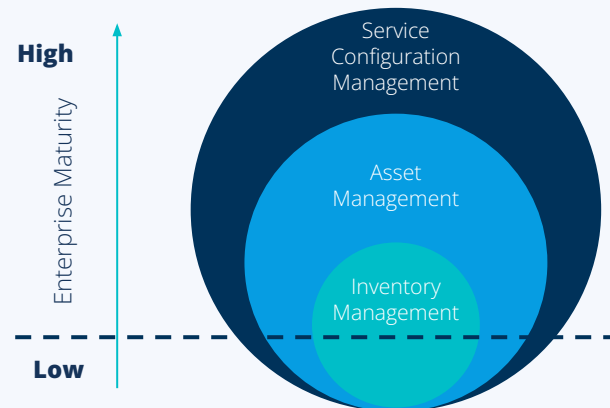 High
Enterprise Maturity
Low
Service
Configuration
Management
Asset
Management
Inventory
Management